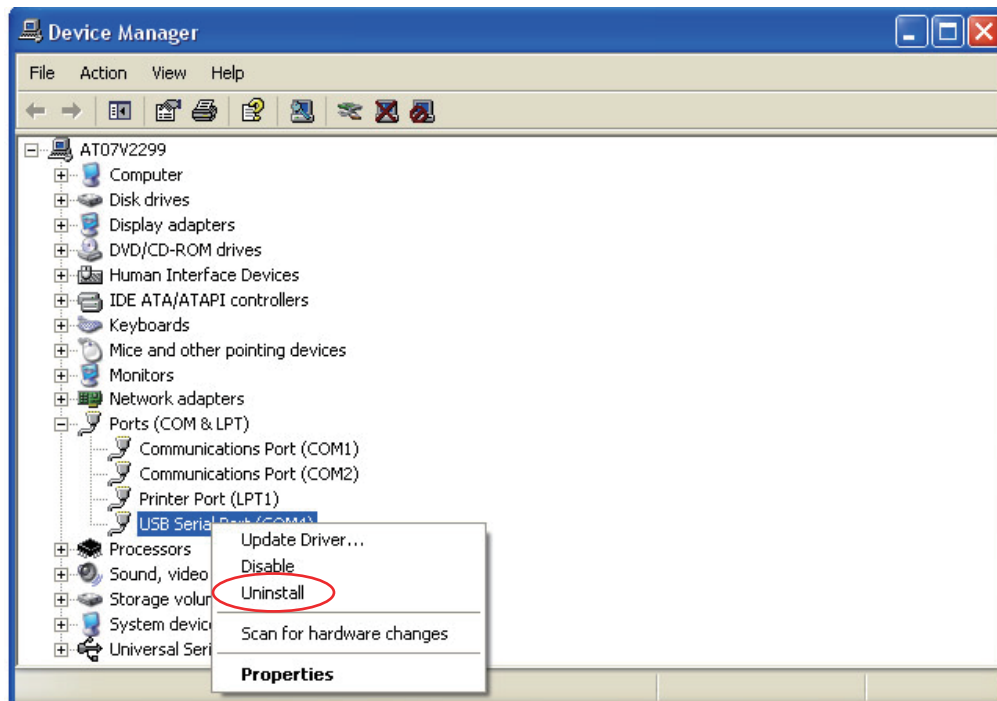 Device Manager
File Action View Help
AT07V2299
Computer
Disk drives
Display adapters
DVD/CD-ROM drives
Human Interface Devices
IDE ATA/ATAPI controllers
Keyboards
Mice and other pointing devices
Monitors
Network adapters
Ports (COM & LPT)
Communications Port (COM1)
Communications Port (COM2)
Printer Port (LPT1)
USB Serial Port (COM4)
Update Driver...
Processors
Disable
Sound, video
Uninstall
Storage volu
System devic
Scan for hardware changes
Universal Seri
Properties